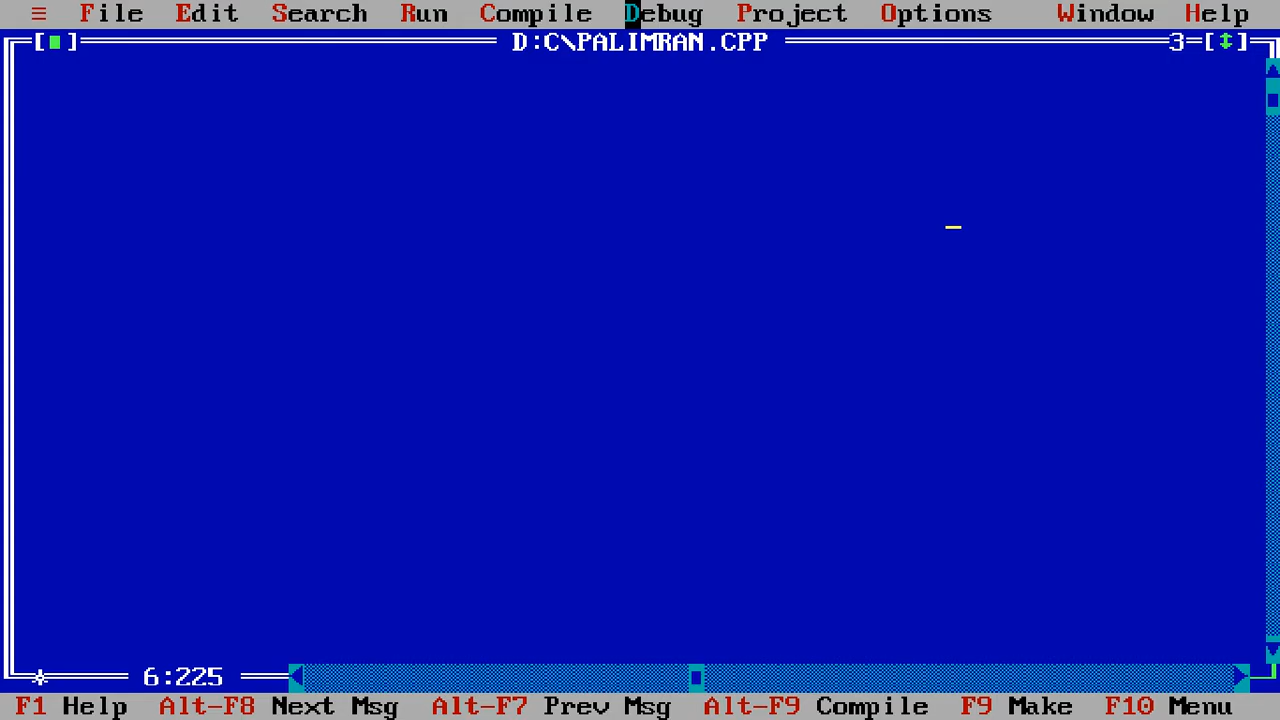 ≡ File Edit Search Run Compile Debug Project Options Window Help
[■] D:C\PALIMRAN.CPP 3=[↕]
6:225
F1 Help Alt-F8 Next Msg Alt-F7 Prev Msg Alt-F9 Compile F9 Make F10 Menu